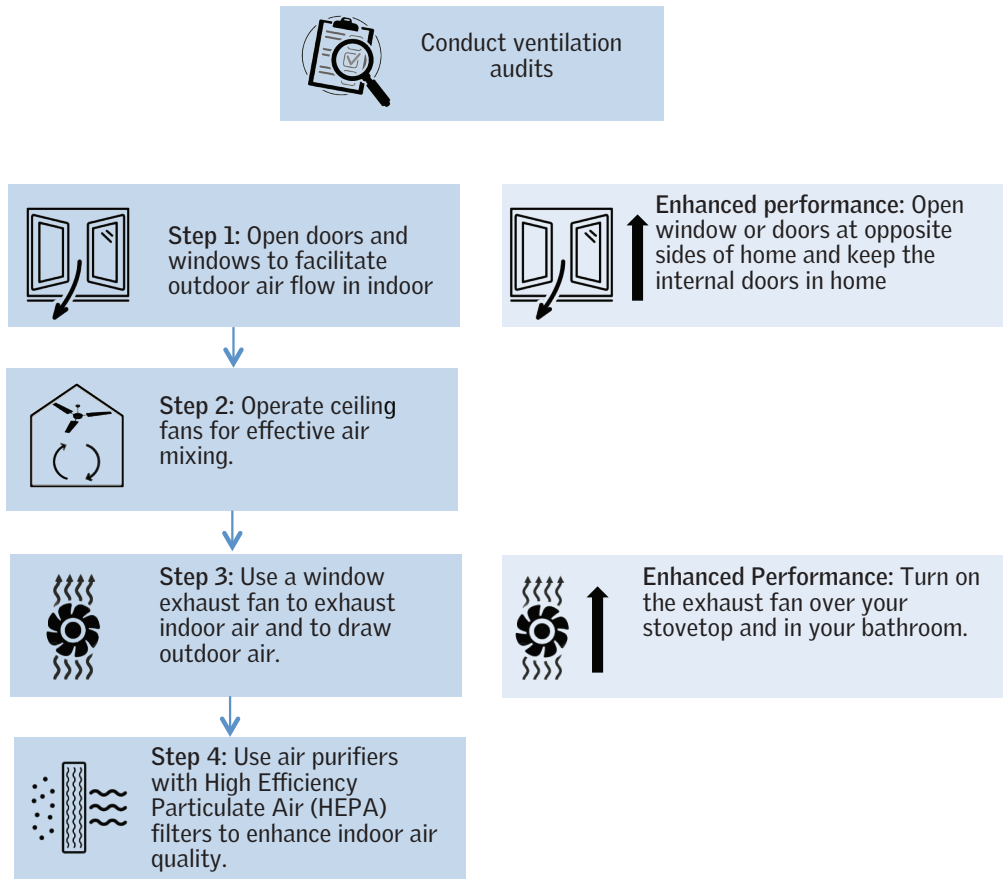 Conduct ventilation
audits
Step 1: Open doors and
windows to facilitate
outdoor air flow in indoor
Enhanced performance: Open
window or doors at opposite
sides of home and keep the
internal doors in home
Step 2: Operate ceiling
fans for effective air
mixing.
Step 3: Use a window
exhaust fan to exhaust
indoor air and to draw
outdoor air.
Enhanced Performance: Turn on
the exhaust fan over your
stovetop and in your bathroom.
Step 4: Use air purifiers
with High Efficiency
Particulate Air (HEPA)
filters to enhance indoor air
quality.